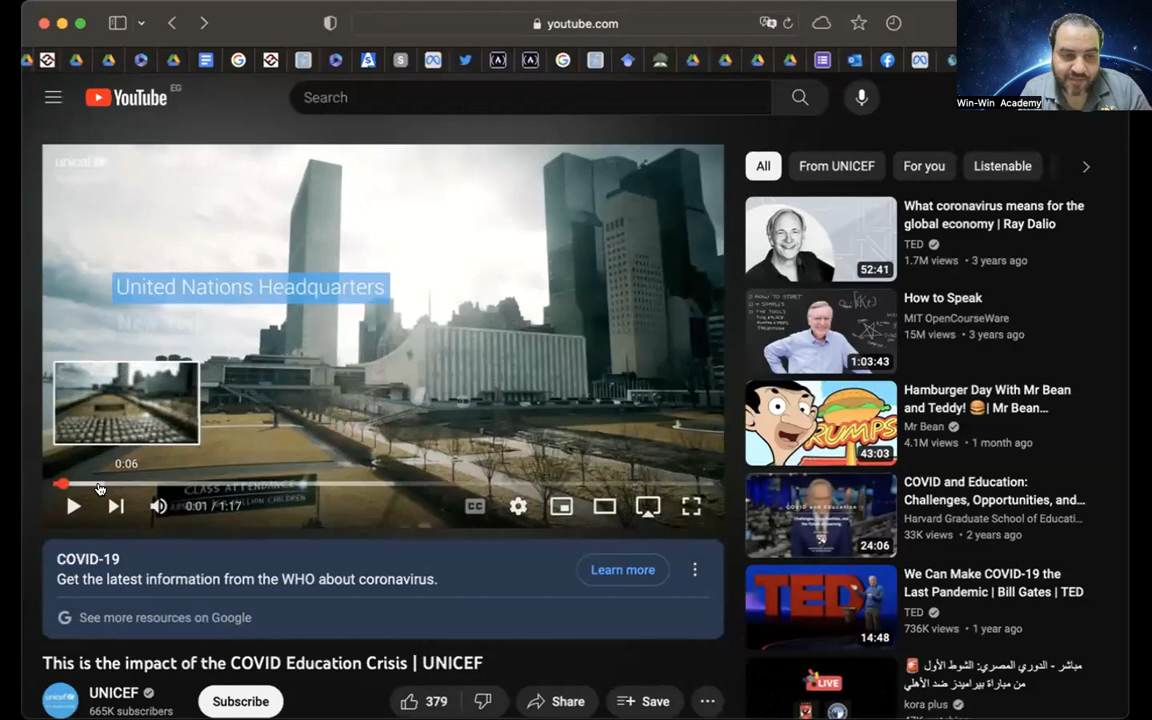 youtube.com
Win-Win Academy
YouTube EG
Search
unicef
United Nations Headquarters
0:06
CLASS ATTENDANCE
MILLION CHILDREN
CC
0:01 / 1:17
COVID-19
Get the latest information from the WHO about coronavirus.
Learn more
See more resources on Google
This is the impact of the COVID Education Crisis | UNICEF
UNICEF
665K subscribers
Subscribe
379
Share
Save
All
From UNICEF
For you
Listenable
What coronavirus means for the
global economy | Ray Dalio
TED
1.7M views • 3 years ago
52:41
How to Speak
MIT OpenCourseWare
15M views • 3 years ago
1:03:43
Hamburger Day With Mr Bean
and Teddy! 🍔| Mr Bean...
Mr Bean
4.1M views • 1 month ago
43:03
COVID and Education:
Challenges, Opportunities, and...
Harvard Graduate School of Educati...
33K views • 2 years ago
24:06
We Can Make COVID-19 the
Last Pandemic | Bill Gates | TED
TED
736K views • 1 year ago
TED
14:48
🚨 مباشر - الدوري المصري: الشوط الأول
من مباراة بيراميدز ضد الأهلي
kora plus
LIVE